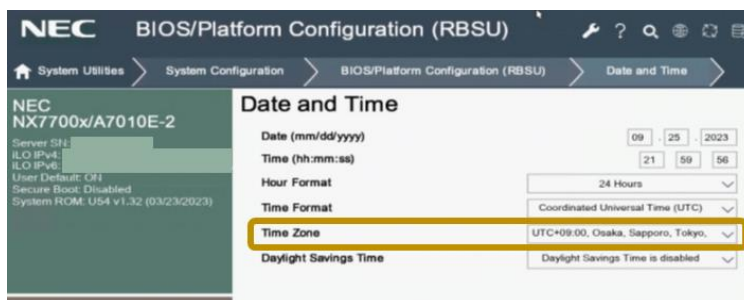 NEC BIOS/Platform Configuration (RBSU)
System Utilities System Configuration BIOS/Platform Configuration (RBSU) Date and Time
NEC
NX7700x/A7010E-2
Server SN:
iLO IPv4:
iLO IPv6:
User Default: ON
Secure Boot: Disabled
System ROM: U54 v1.32 (03/23/2023)
Date and Time
Date (mm/dd/yyyy) 09 . 25 . 2023
Time (hh:mm:ss) 21 59 56
Hour Format 24 Hours
Time Format Coordinated Universal Time (UTC)
Time Zone UTC+09:00, Osaka, Sapporo, Tokyo,
Daylight Savings Time Daylight Savings Time is disabled